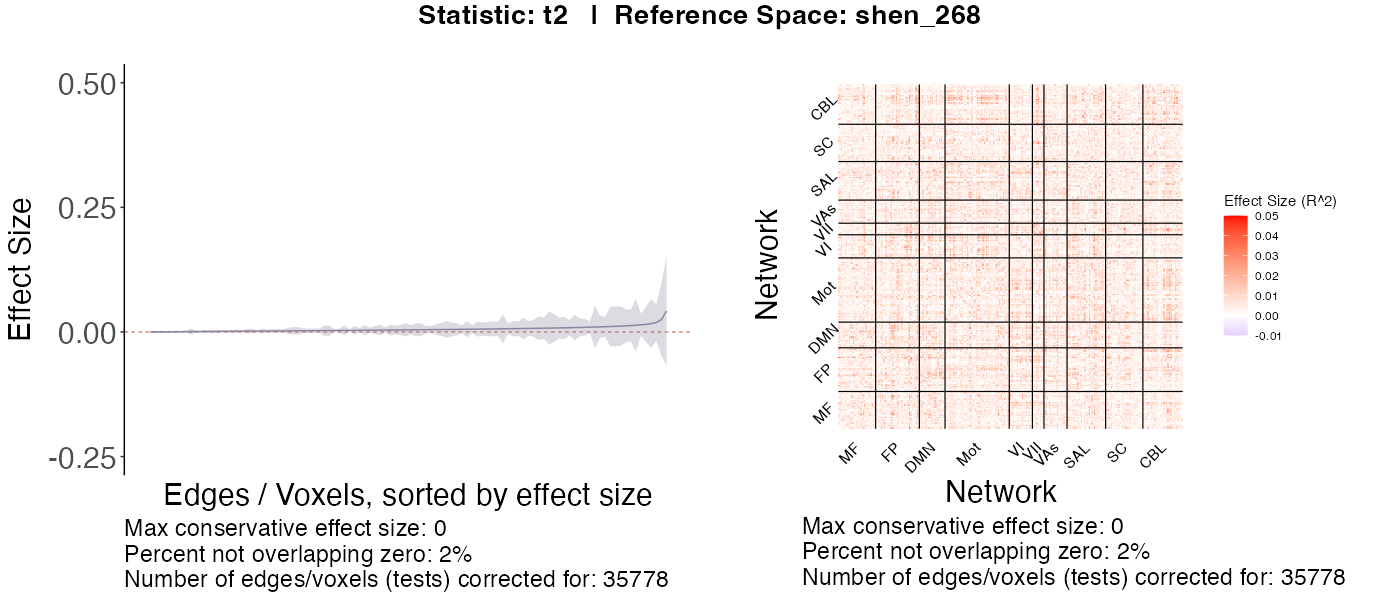 Statistic: t2 | Reference Space: shen_268
0.50
0.25
0.00
-0.25
Effect Size
Edges / Voxels, sorted by effect size
Max conservative effect size: 0
Percent not overlapping zero: 2%
Number of edges/voxels (tests) corrected for: 35778
Network
CBL
SC
SAL
VAs
VII
VI
Mot
DMN
FP
MF
MF
FP
DMN
Mot
VI
VII
VAs
SAL
SC
CBL
Network
Effect Size (R^2)
0.05
0.04
0.03
0.02
0.01
0.00
-0.01
Max conservative effect size: 0
Percent not overlapping zero: 2%
Number of edges/voxels (tests) corrected for: 35778